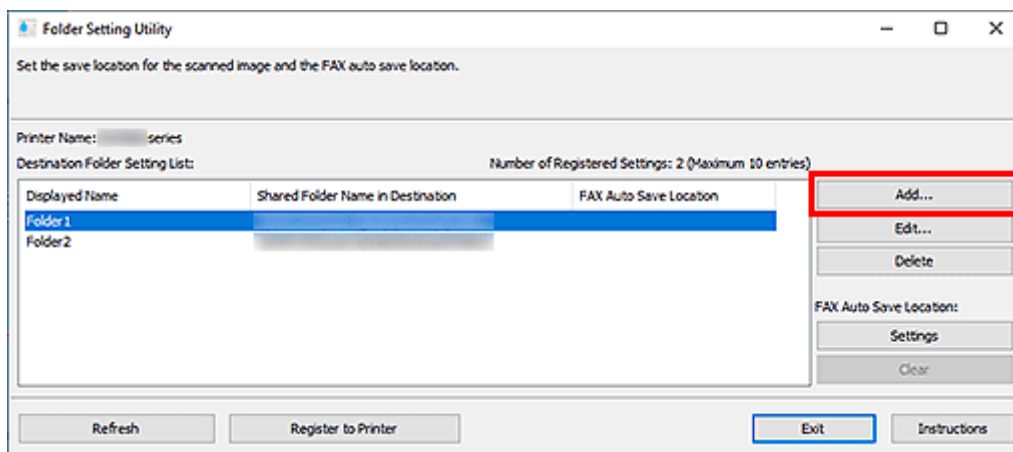 Folder Setting Utility
Set the save location for the scanned image and the FAX auto save location.
Printer Name: series
Destination Folder Setting List: Number of Registered Settings: 2 (Maximum 10 entries)
Displayed Name Shared Folder Name in Destination FAX Auto Save Location
Folder1
Folder2
Add...
Edit...
Delete
FAX Auto Save Location:
Settings
Clear
Refresh Register to Printer Exit Instructions